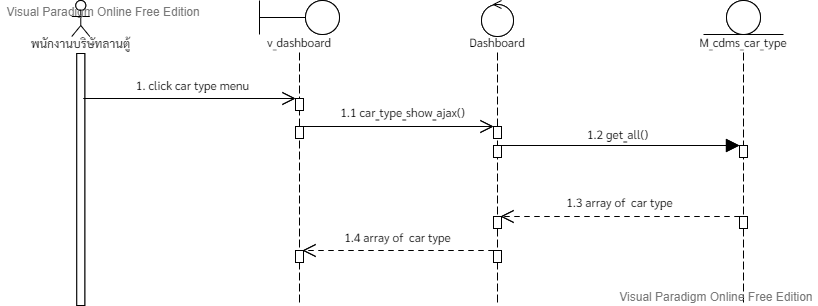 Visual Paradigm Online Free Edition
พนักงานบริษัทลานตู้
v_dashboard
Dashboard
M_cdms_car_type
1. click car type menu
1.1 car_type_show_ajax()
1.2 get_all()
1.3 array of car type
1.4 array of car type
Visual Paradigm Online Free Edition